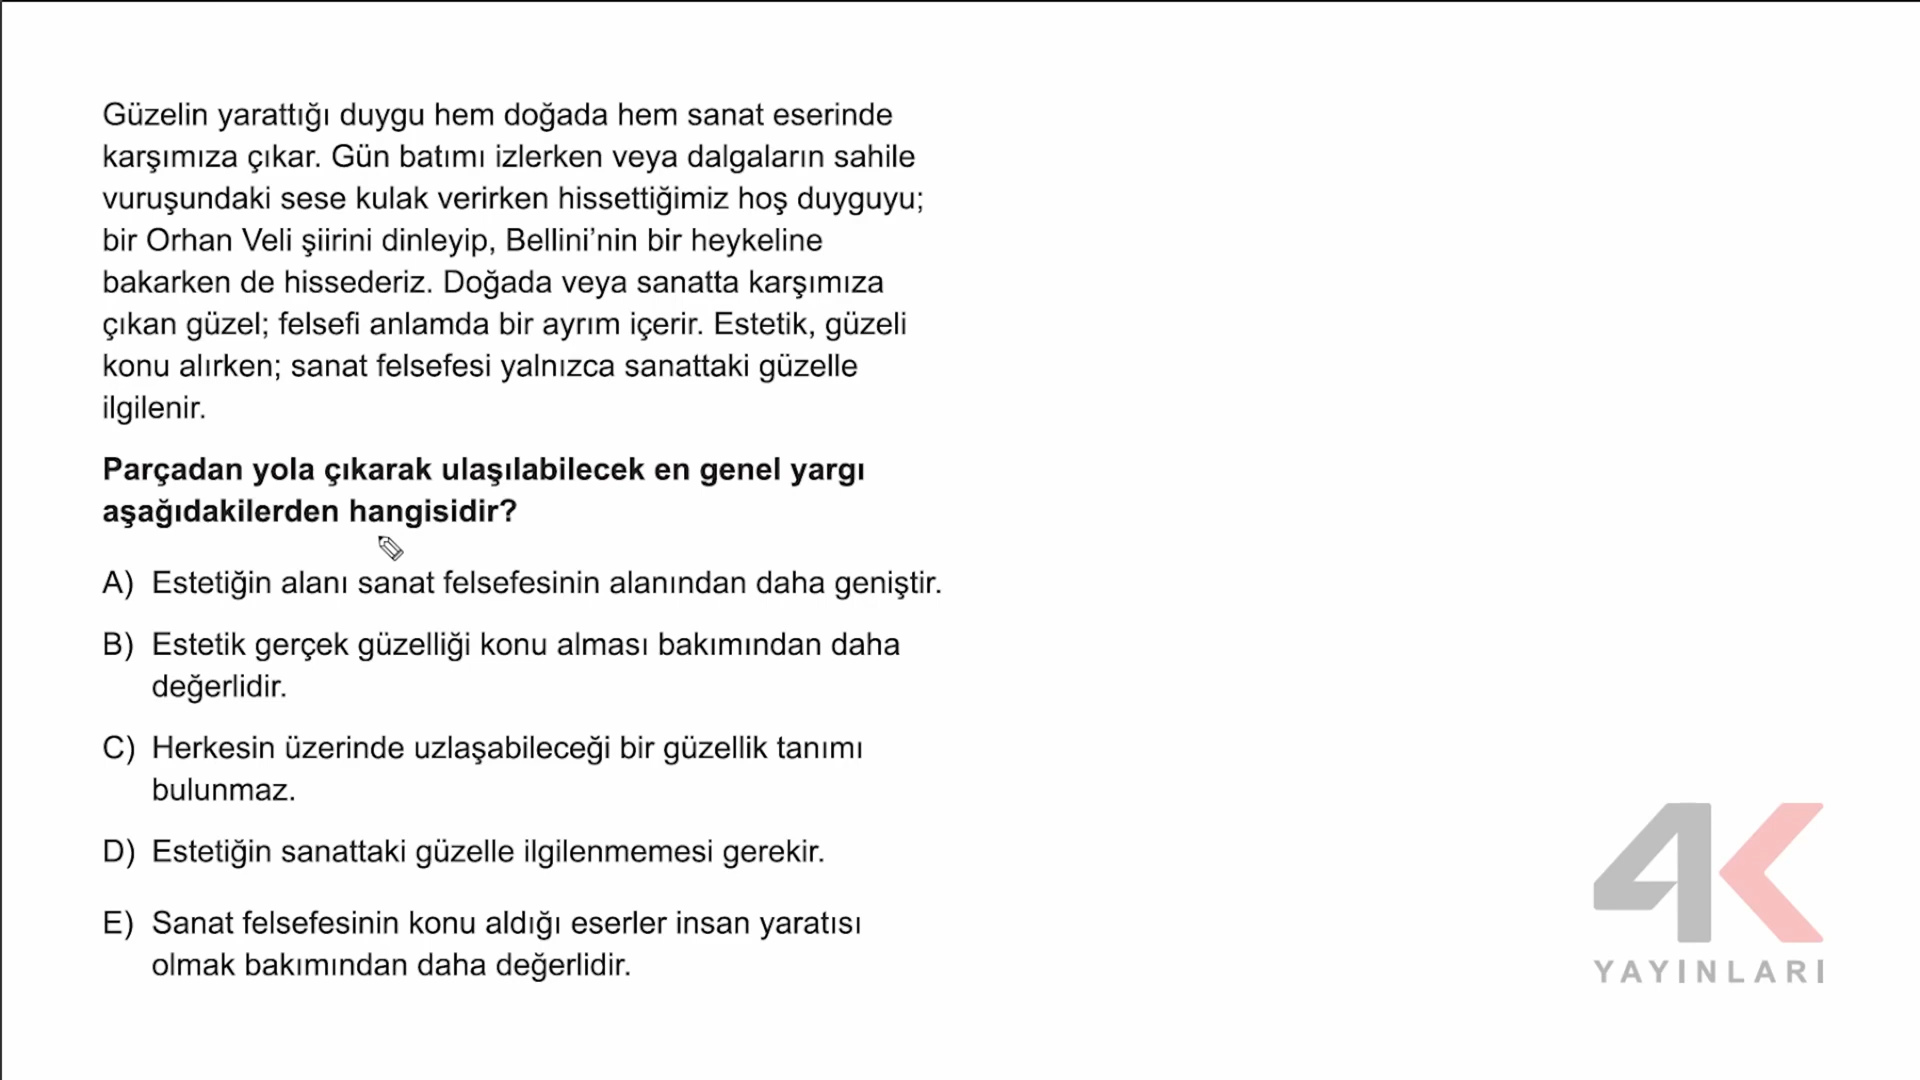 Güzelin yarattığı duygu hem doğada hem sanat eserinde
karşımıza çıkar. Gün batımı izlerken veya dalgaların sahile
vuruşundaki sese kulak verirken hissettiğimiz hoş duyguyu;
bir Orhan Veli şiirini dinleyip, Bellini’nin bir heykeline
bakarken de hissederiz. Doğada veya sanatta karşımıza
çıkan güzel; felsefi anlamda bir ayrım içerir. Estetik, güzeli
konu alırken; sanat felsefesi yalnızca sanattaki güzelle
ilgilenir.
Parçadan yola çıkarak ulaşılabilecek en genel yargı
aşağıdakilerden hangisidir?
A) Estetiğin alanı sanat felsefesinin alanından daha geniştir.
B) Estetik gerçek güzelliği konu alması bakımından daha
değerlidir.
C) Herkesin üzerinde uzlaşabileceği bir güzellik tanımı
bulunmaz.
D) Estetiğin sanattaki güzelle ilgilenmemesi gerekir.
E) Sanat felsefesinin konu aldığı eserler insan yaratısı
olmak bakımından daha değerlidir.
4K
YAYINLARI